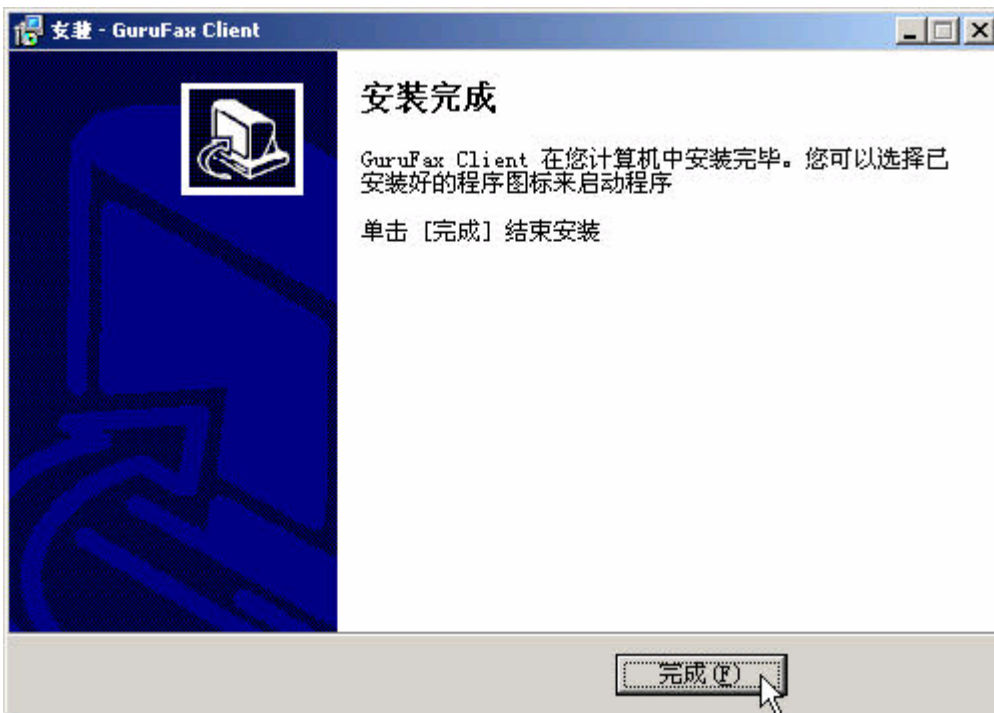 安装 - GuruFax Client
安装完成
GuruFax Client 在您计算机中安装完毕。您可以选择已
安装好的程序图标来启动程序
单击 [完成] 结束安装
完成(F)